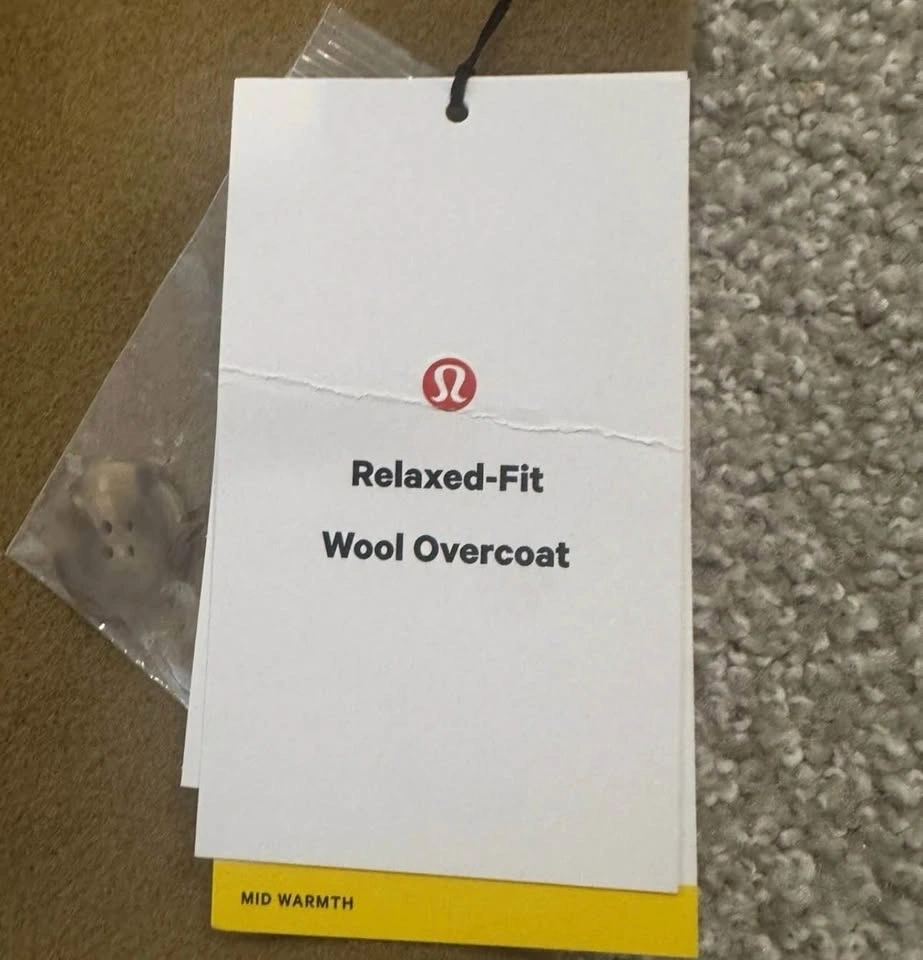 Relaxed-Fit
Wool Overcoat
MID WARMTH